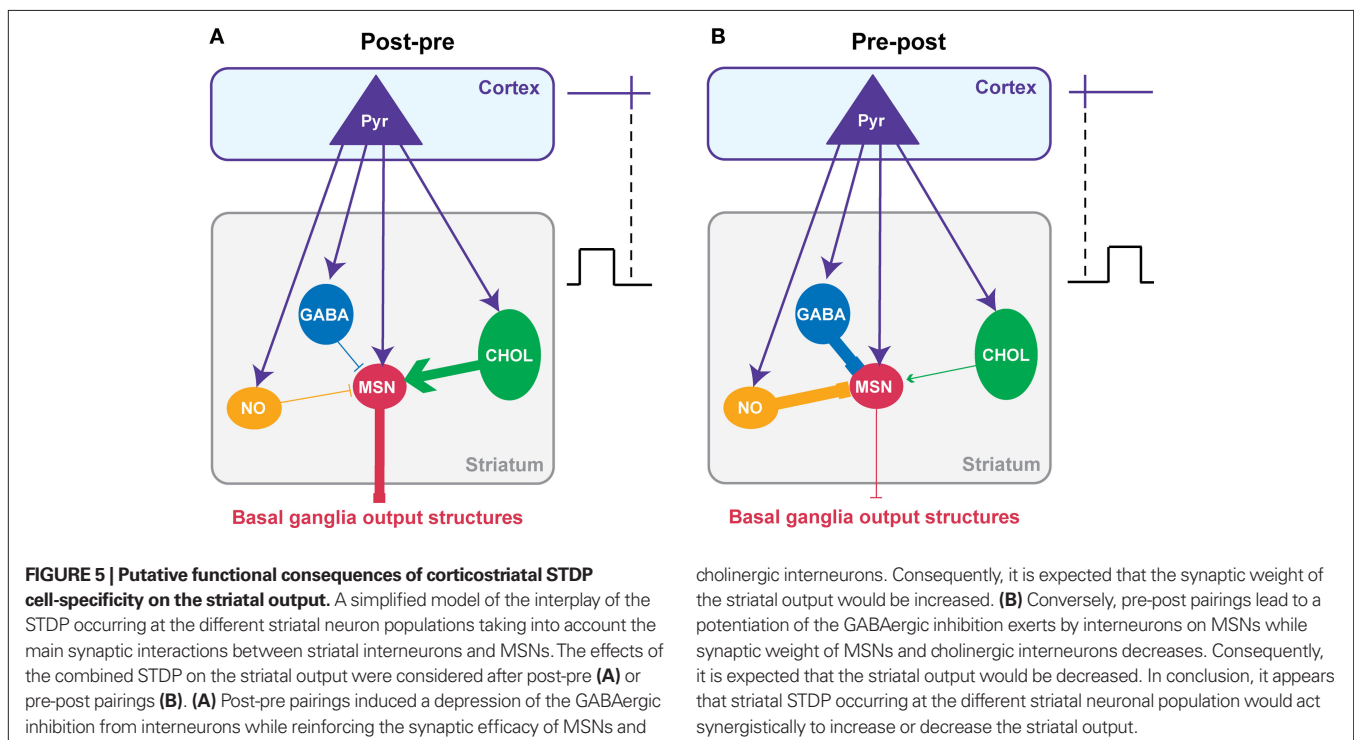 A
Post-pre
Cortex
Pyr
GABA
CHOL
MSN
NO
Striatum
Basal ganglia output structures
B
Pre-post
Cortex
Pyr
GABA
CHOL
MSN
NO
Striatum
Basal ganglia output structures
FIGURE 5 | Putative functional consequences of corticostriatal STDP
cell-specificity on the striatal output. A simplified model of the interplay of the
STDP occurring at the different striatal neuron populations taking into account the
main synaptic interactions between striatal interneurons and MSNs. The effects of
the combined STDP on the striatal output were considered after post-pre (A) or
pre-post pairings (B). (A) Post-pre pairings induced a depression of the GABAergic
inhibition from interneurons while reinforcing the synaptic efficacy of MSNs and
cholinergic interneurons. Consequently, it is expected that the synaptic weight of
the striatal output would be increased. (B) Conversely, pre-post pairings lead to a
potentiation of the GABAergic inhibition exerts by interneurons on MSNs while
synaptic weight of MSNs and cholinergic interneurons decreases. Consequently,
it is expected that the striatal output would be decreased. In conclusion, it appears
that striatal STDP occurring at the different striatal neuronal population would act
synergistically to increase or decrease the striatal output.